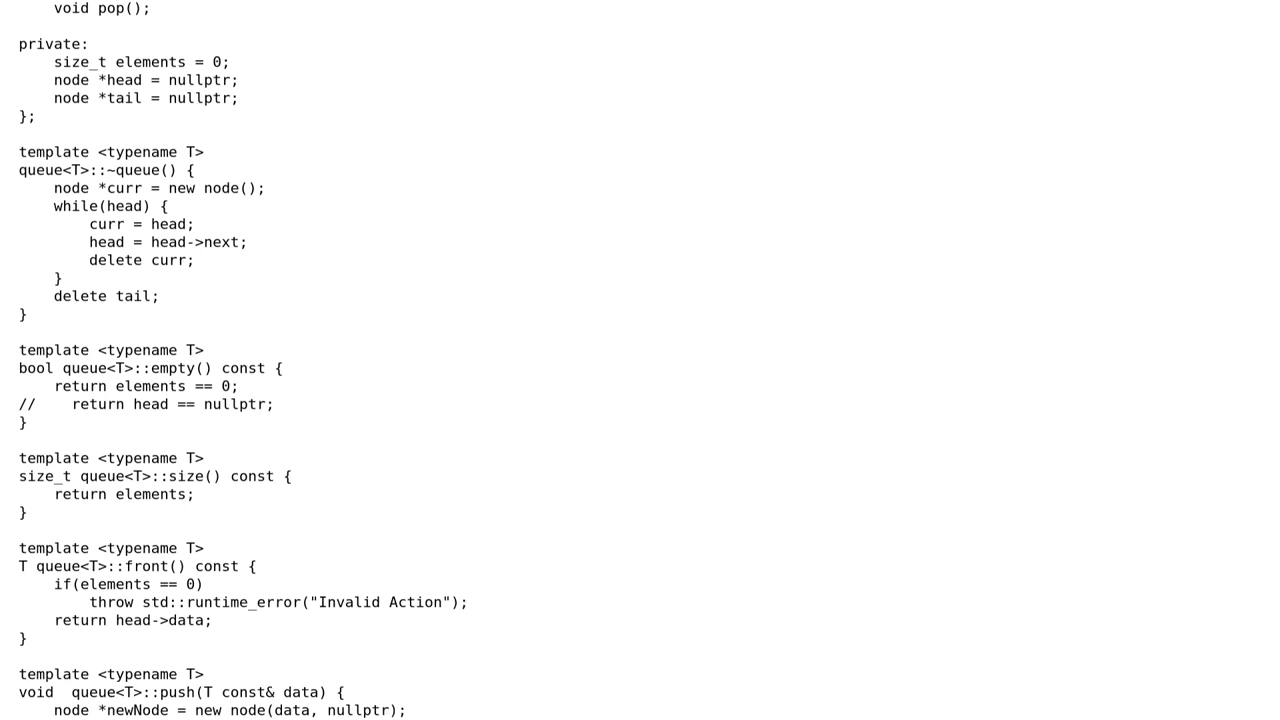 void pop();

private:
    size_t elements = 0;
    node *head = nullptr;
    node *tail = nullptr;
};

template <typename T>
queue<T>::~queue() {
    node *curr = new node();
    while(head) {
        curr = head;
        head = head->next;
        delete curr;
    }
    delete tail;
}

template <typename T>
bool queue<T>::empty() const {
    return elements == 0;
//    return head == nullptr;
}

template <typename T>
size_t queue<T>::size() const {
    return elements;
}

template <typename T>
T queue<T>::front() const {
    if(elements == 0)
        throw std::runtime_error("Invalid Action");
    return head->data;
}

template <typename T>
void  queue<T>::push(T const& data) {
    node *newNode = new node(data, nullptr);